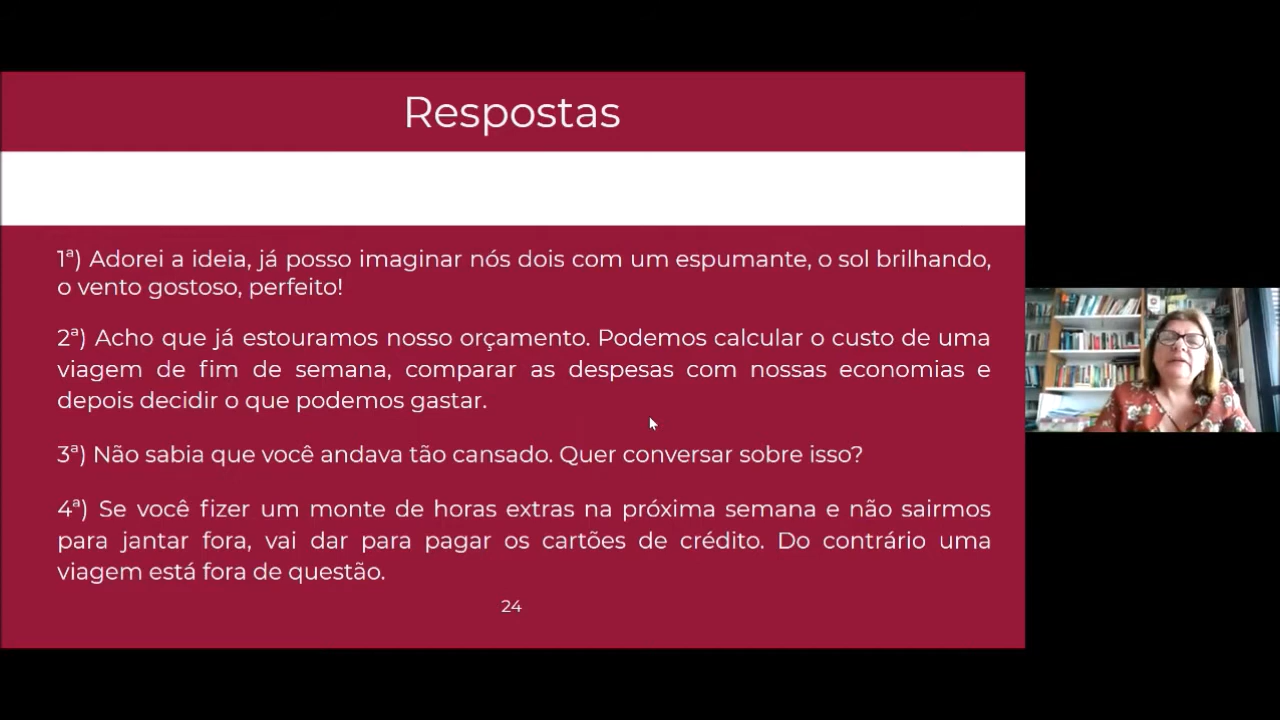 Respostas
1ª) Adorei a ideia, já posso imaginar nós dois com um espumante, o sol brilhando,
o vento gostoso, perfeito!
2ª) Acho que já estouramos nosso orçamento. Podemos calcular o custo de uma
viagem de fim de semana, comparar as despesas com nossas economias e
depois decidir o que podemos gastar.
3ª) Não sabia que você andava tão cansado. Quer conversar sobre isso?
4ª) Se você fizer um monte de horas extras na próxima semana e não sairmos
para jantar fora, vai dar para pagar os cartões de crédito. Do contrário uma
viagem está fora de questão.
24